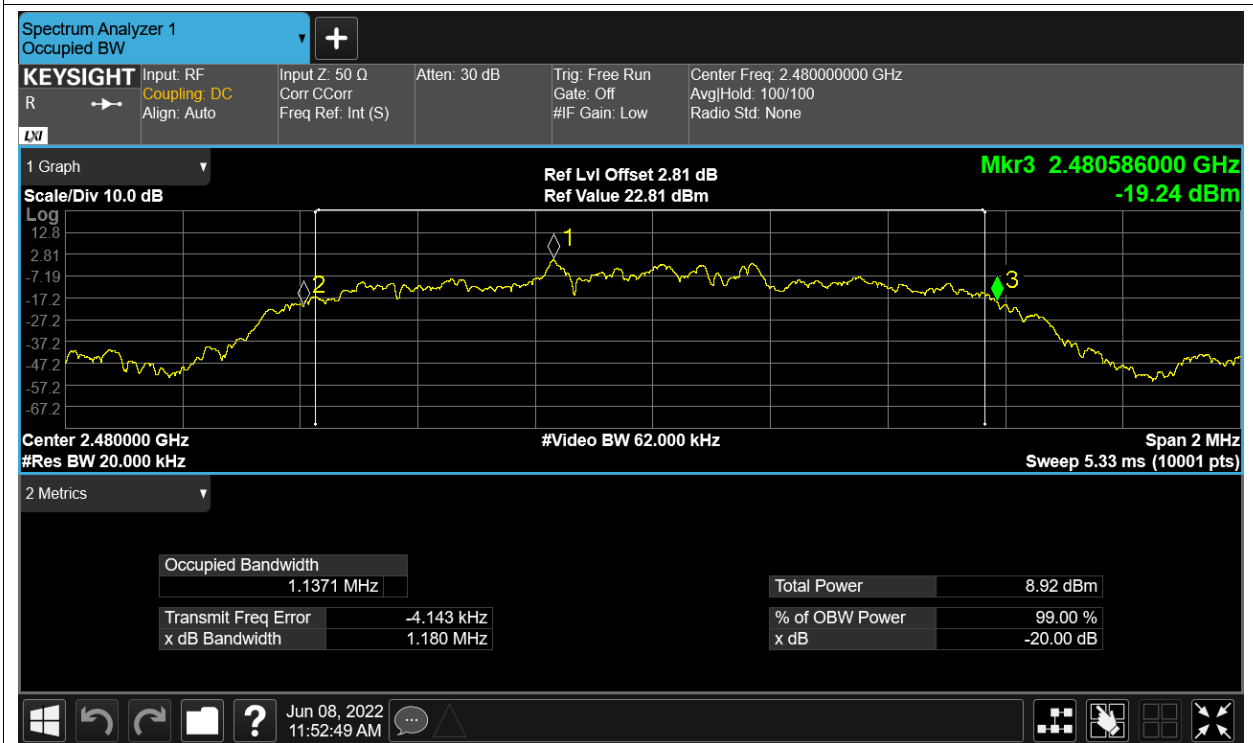 Spectrum Analyzer 1
Occupied BW
▼
+
KEYSIGHT
R
LXI
Input: RF
Coupling: DC
Align: Auto
Input Z: 50 Ω
Corr CCorr
Freq Ref: Int (S)
Atten: 30 dB
Trig: Free Run
Gate: Off
#IF Gain: Low
Center Freq: 2.480000000 GHz
Avg|Hold: 100/100
Radio Std: None
1 Graph ▼
Scale/Div 10.0 dB
Ref Lvl Offset 2.81 dB
Ref Value 22.81 dBm
Mkr3 2.480586000 GHz
-19.24 dBm
Log
12.8
2.81
-7.19
-17.2
-27.2
-37.2
-47.2
-57.2
-67.2
1
2
3
Center 2.480000 GHz
#Res BW 20.000 kHz
#Video BW 62.000 kHz
Span 2 MHz
Sweep 5.33 ms (10001 pts)
2 Metrics ▼
Occupied Bandwidth
1.1371 MHz
Transmit Freq Error -4.143 kHz
x dB Bandwidth 1.180 MHz
Total Power 8.92 dBm
% of OBW Power 99.00 %
x dB -20.00 dB
?
Jun 08, 2022
11:52:49 AM